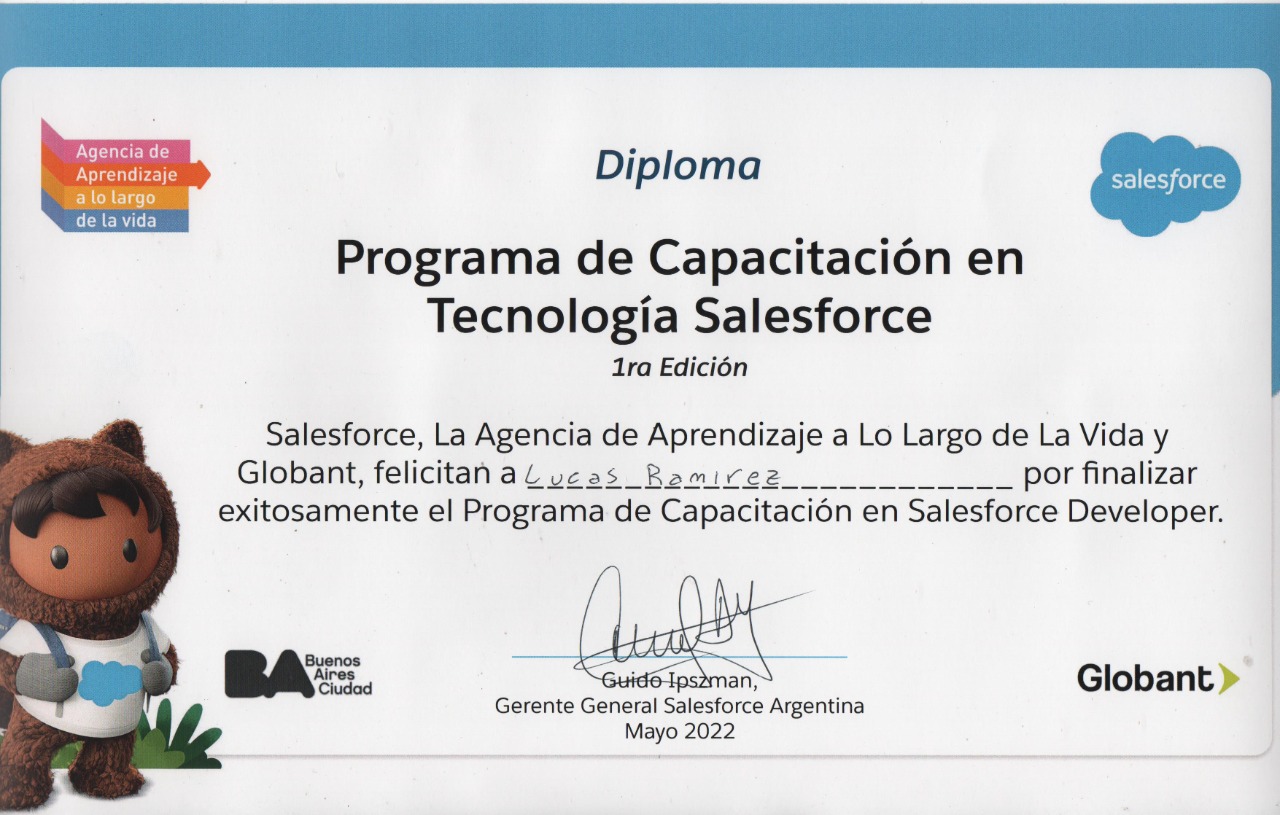 Agencia de
Aprendizaje
a lo largo
de la vida
Diploma
salesforce
Programa de Capacitación en
Tecnología Salesforce
1ra Edición
Salesforce, La Agencia de Aprendizaje a Lo Largo de La Vida y
Globant, felicitan a Lucas Ramirez por finalizar
exitosamente el Programa de Capacitación en Salesforce Developer.
BA Buenos
Aires
Ciudad
Guido Ipszman,
Gerente General Salesforce Argentina
Mayo 2022
Globant